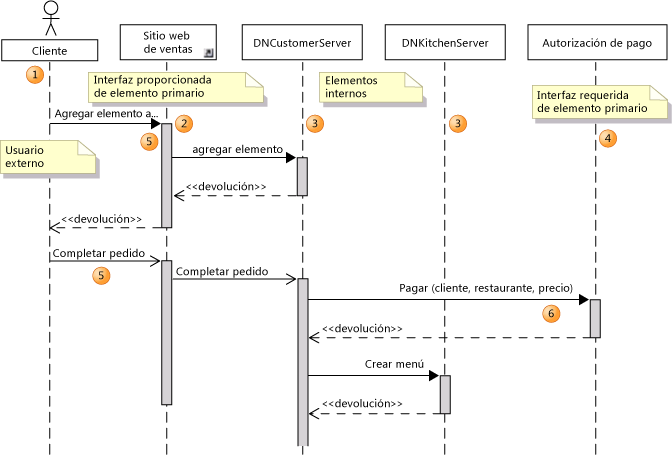 Cliente
Sitio web
de ventas
DNCustomerServer
DNKitchenServer
Autorización de pago
1
Interfaz proporcionada
de elemento primario
Elementos
internos
Interfaz requerida
de elemento primario
Agregar elemento a...
2
3
3
4
5
Usuario
externo
agregar elemento
<<devolución>>
<<devolución>>
Completar pedido
5
Completar pedido
Pagar (cliente, restaurante, precio)
6
<<devolución>>
Crear menú
<<devolución>>